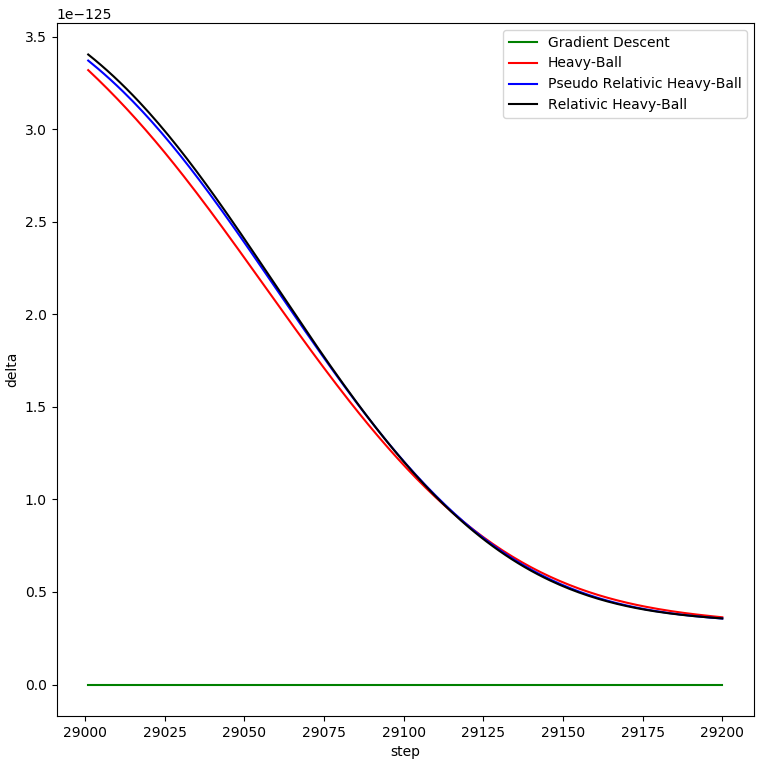 1e−125
3.5
3.0
2.5
2.0
1.5
1.0
0.5
0.0
delta
Gradient Descent
Heavy-Ball
Pseudo Relativic Heavy-Ball
Relativic Heavy-Ball
29000 29025 29050 29075 29100 29125 29150 29175 29200
step